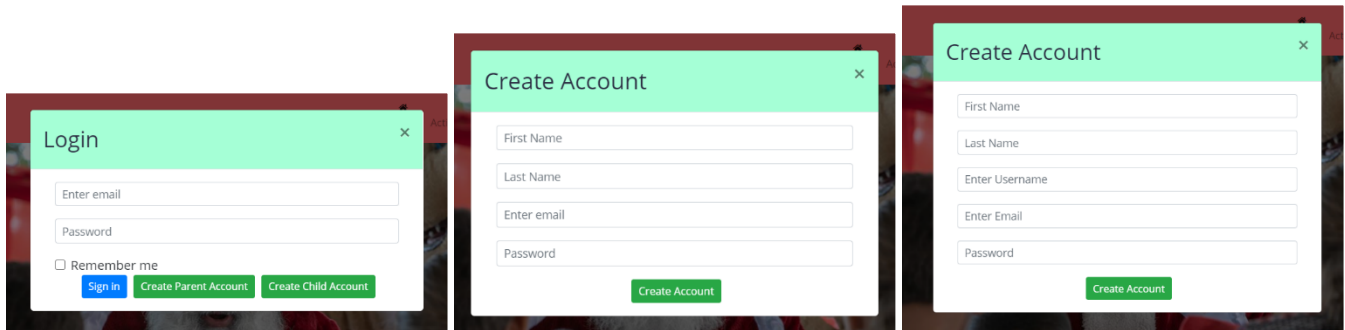 Login
×
Act
Enter email
Password
Remember me
Sign in Create Parent Account Create Child Account
Create Account
×
First Name
Last Name
Enter email
Password
Create Account
Create Account
×
Act
First Name
Last Name
Enter Username
Enter Email
Password
Create Account